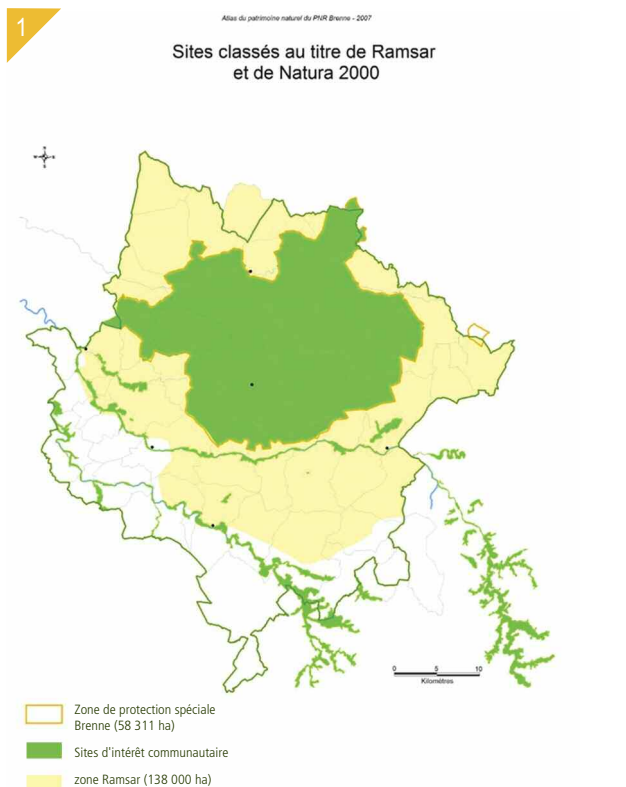 1
Atlas du patrimoine naturel du PNR Brenne - 2007
Sites classés au titre de Ramsar
et de Natura 2000
0 5 10
Kilomètres
Zone de protection spéciale
Brenne (58 311 ha)
Sites d'intérêt communautaire
zone Ramsar (138 000 ha)